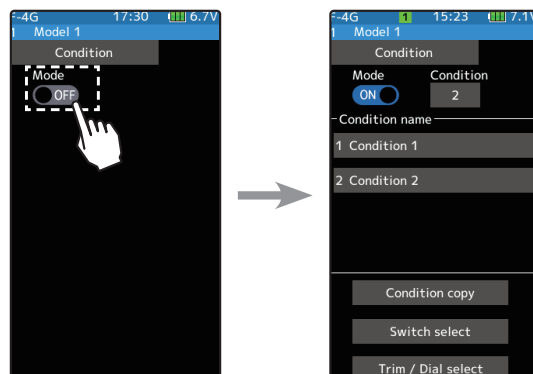 F-4G 17:30 6.7V
1 Model 1
Condition
Mode
OFF
F-4G 1 15:23 7.1V
1 Model 1
Condition
Mode Condition
ON 2
Condition name
1 Condition 1
2 Condition 2
Condition copy
Switch select
Trim / Dial select